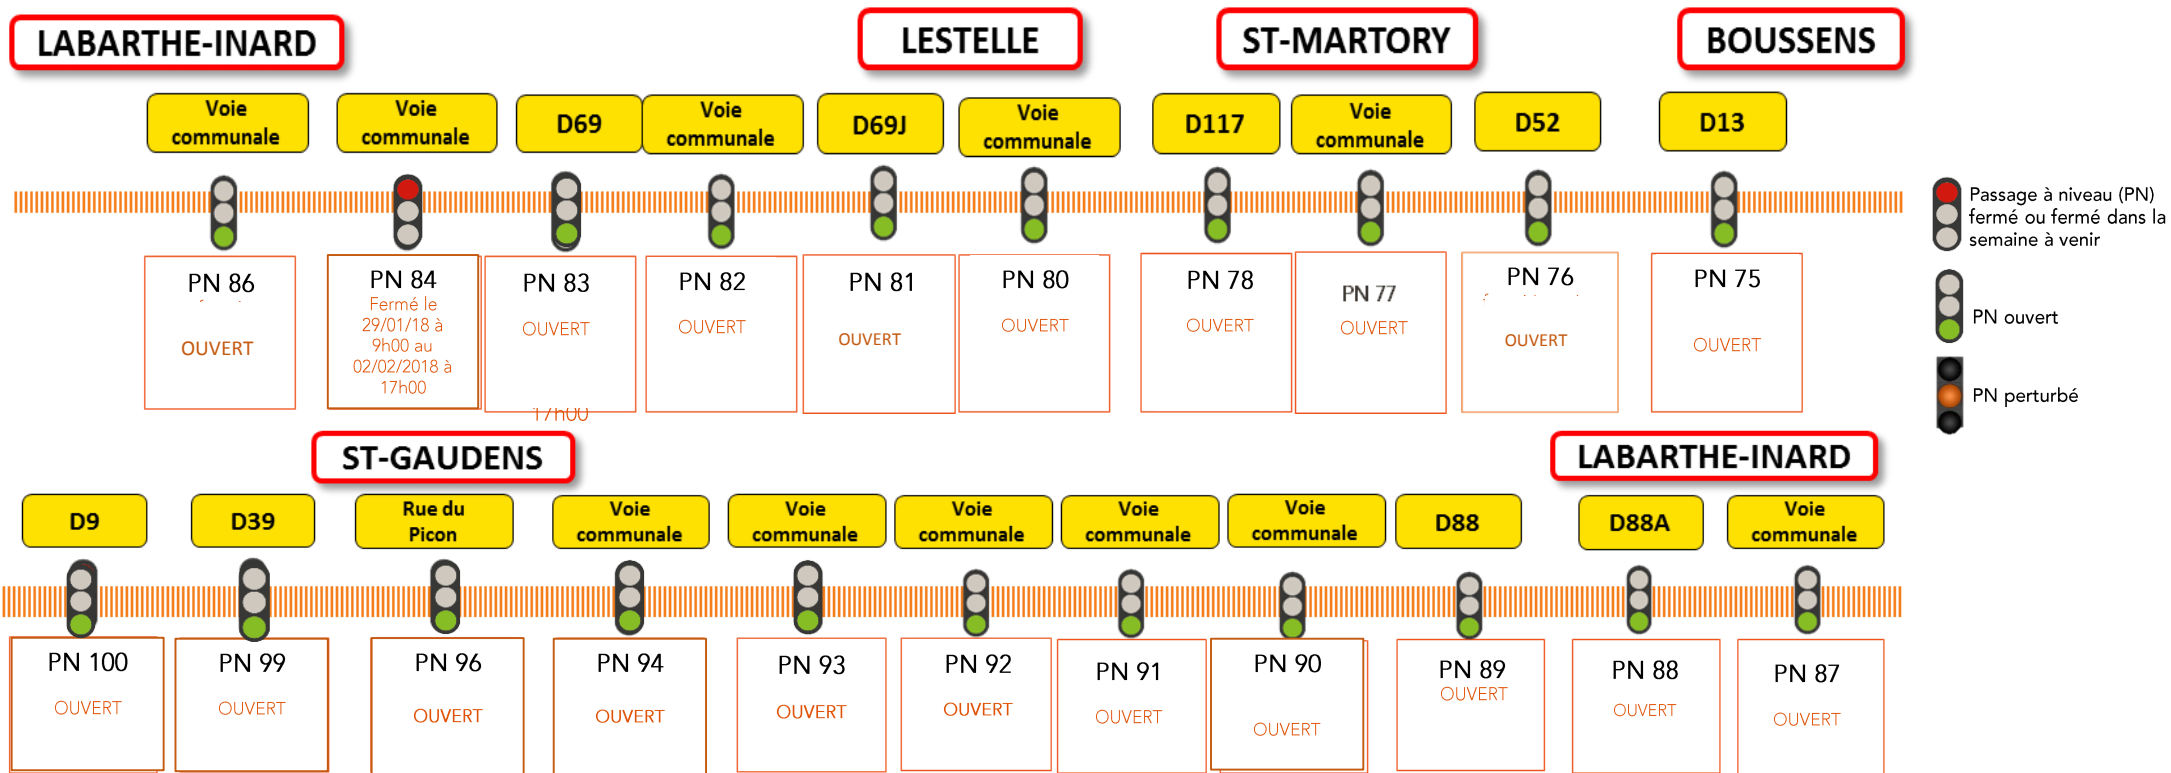 LABARTHE-INARD
LESTELLE
ST-MARTORY
BOUSSENS
Voie
communale
Voie
communale
D69
Voie
communale
D69J
Voie
communale
D117
Voie
communale
D52
D13
Passage à niveau (PN)
fermé ou fermé dans la
semaine à venir
PN ouvert
PN perturbé
PN 86
OUVERT
PN 84
Fermé le
29/01/18 à
9h00 au
02/02/2018 à
17h00
PN 83
OUVERT
17h00
PN 82
OUVERT
PN 81
OUVERT
PN 80
OUVERT
PN 78
OUVERT
PN 77
OUVERT
PN 76
OUVERT
PN 75
OUVERT
ST-GAUDENS
LABARTHE-INARD
D9
D39
Rue du
Picon
Voie
communale
Voie
communale
Voie
communale
Voie
communale
Voie
communale
D88
D88A
Voie
communale
PN 100
OUVERT
PN 99
OUVERT
PN 96
OUVERT
PN 94
OUVERT
PN 93
OUVERT
PN 92
OUVERT
PN 91
OUVERT
PN 90
OUVERT
PN 89
OUVERT
PN 88
OUVERT
PN 87
OUVERT